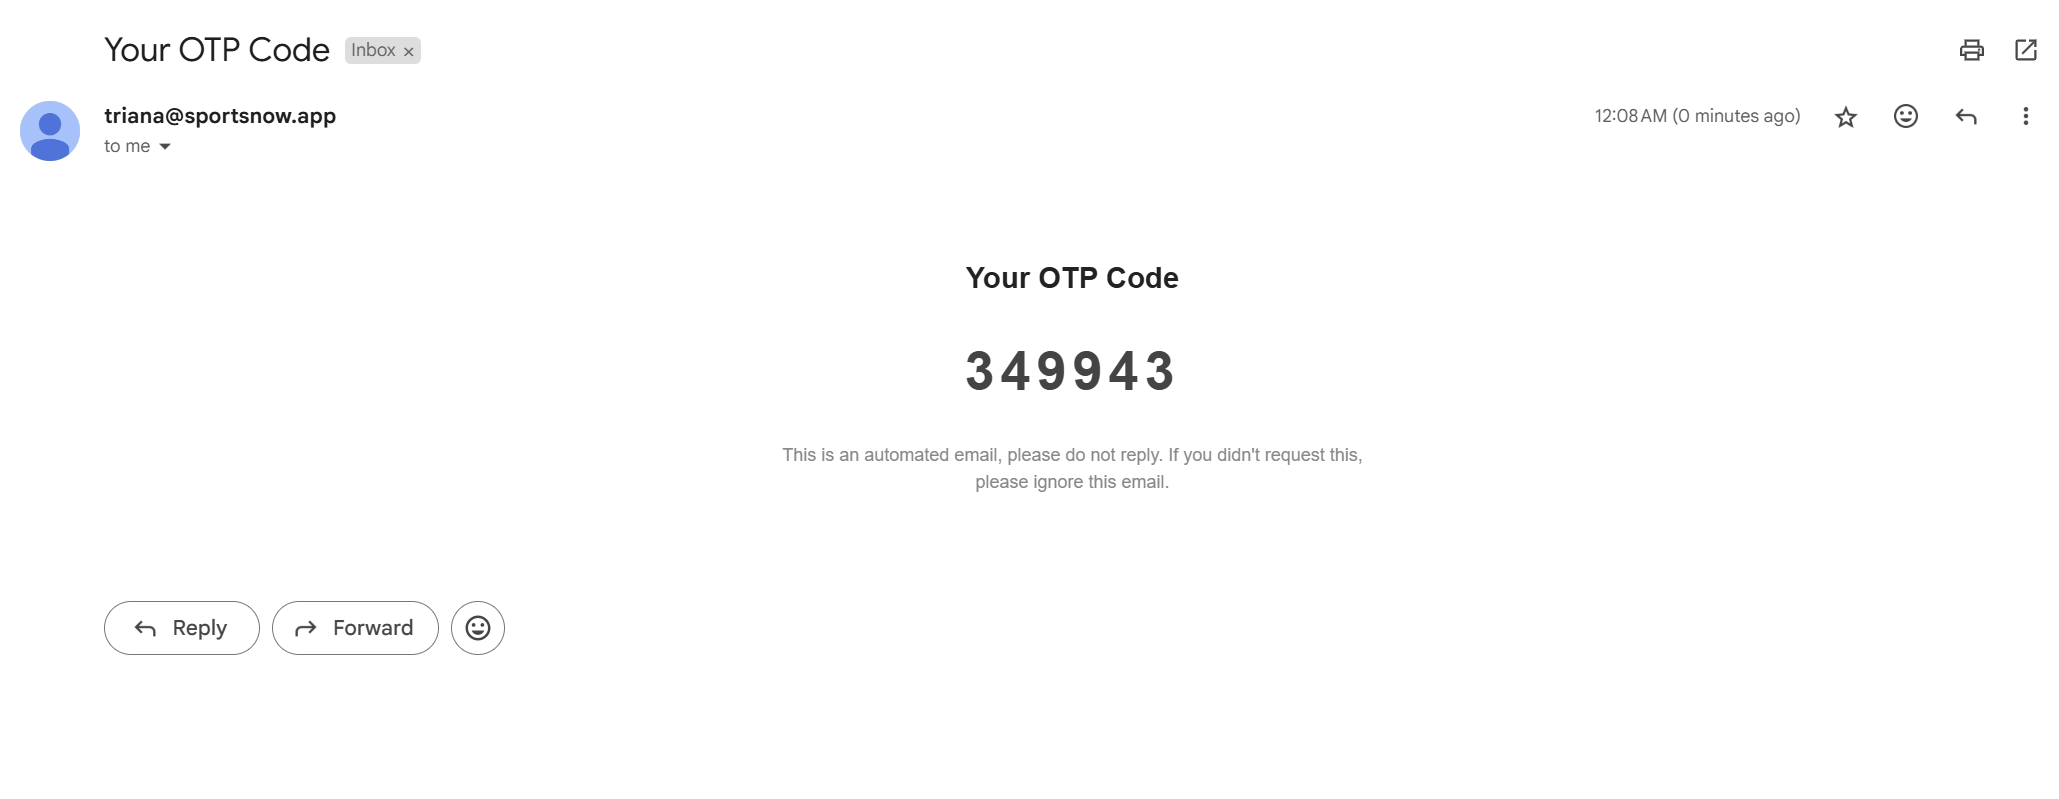 Your OTP Code Inbox ×
triana@sportsnow.app
12:08 AM (0 minutes ago)
to me
Your OTP Code
349943
This is an automated email, please do not reply. If you didn't request this,
please ignore this email.
Reply
Forward